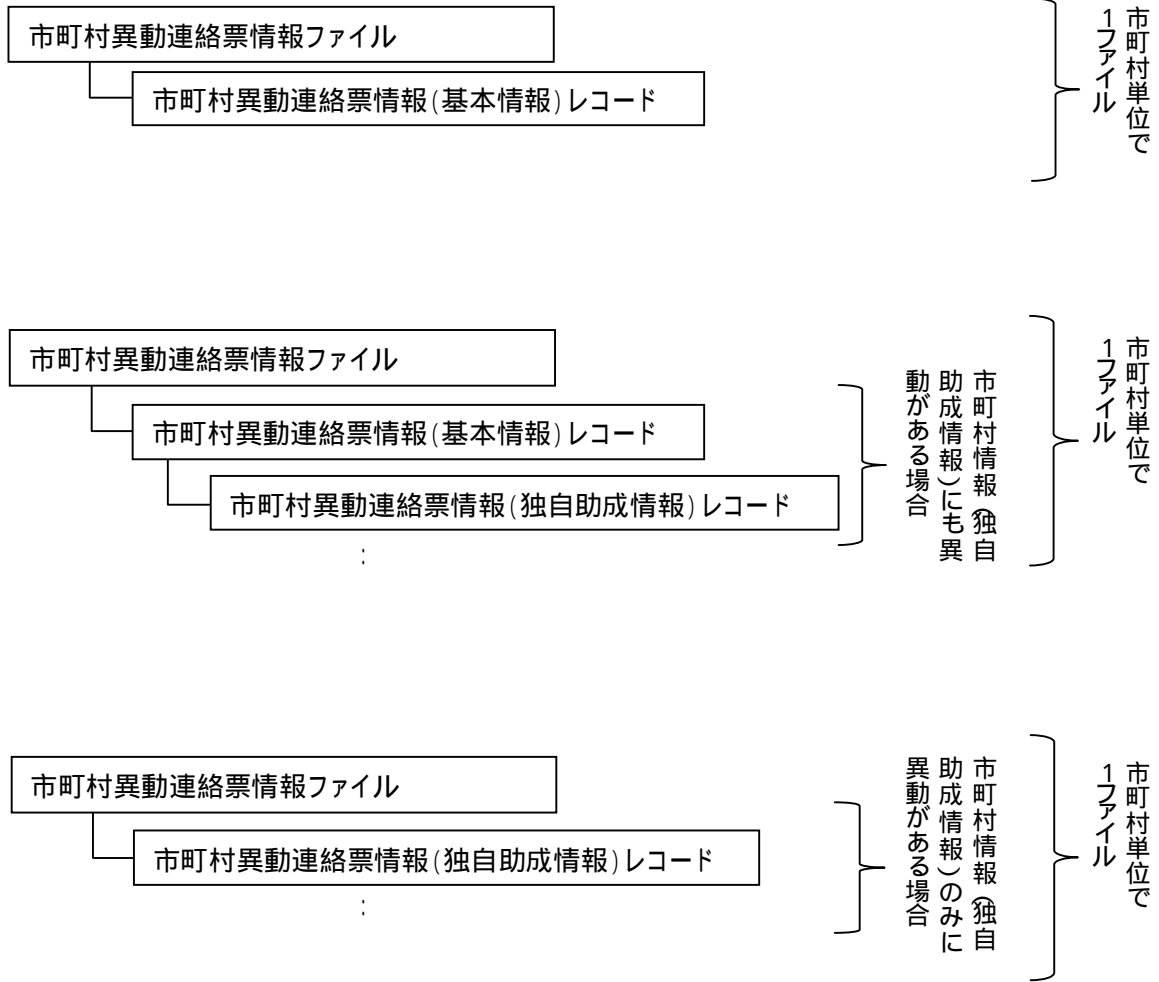 市町村異動連絡票情報ファイル
市町村異動連絡票情報(基本情報)レコード
市町村単位で
1ファイル
市町村異動連絡票情報ファイル
市町村異動連絡票情報(基本情報)レコード
市町村異動連絡票情報(独自助成情報)レコード
:
市町村情報(独自
助成情報)にも異
動がある場合
市町村単位で
1ファイル
市町村異動連絡票情報ファイル
市町村異動連絡票情報(独自助成情報)レコード
:
市町村情報(独自
助成情報)のみに
異動がある場合
市町村単位で
1ファイル